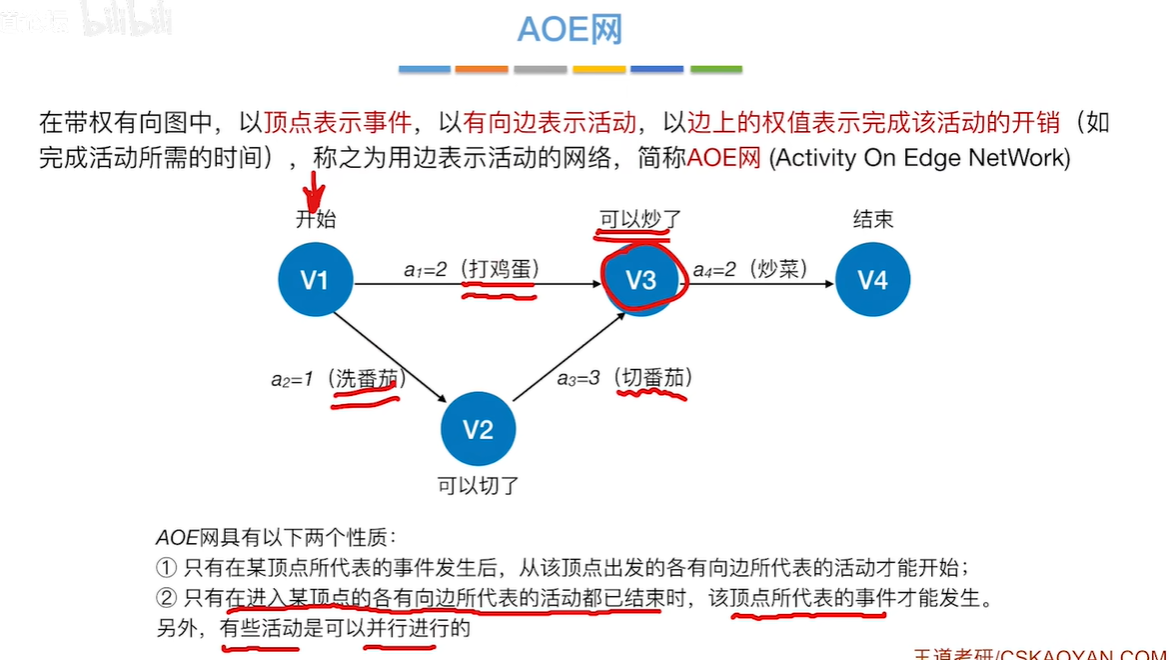 bilibili
AOE网
在带权有向图中，以顶点表示事件，以有向边表示活动，以边上的权值表示完成该活动的开销（如
完成活动所需的时间），称之为用边表示活动的网络，简称AOE网 (Activity On Edge NetWork)
开始
可以炒了
结束
V1
a1=2（打鸡蛋）
V3
a4=2（炒菜）
V4
a2=1（洗番茄）
a3=3（切番茄）
V2
可以切了
AOE网具有以下两个性质：
① 只有在某顶点所代表的事件发生后，从该顶点出发的各有向边所代表的活动才能开始；
② 只有在进入某顶点的各有向边所代表的活动都已结束时，该顶点所代表的事件才能发生。
另外，有些活动是可以并行进行的
王道考研/CSKAOYAN.COM